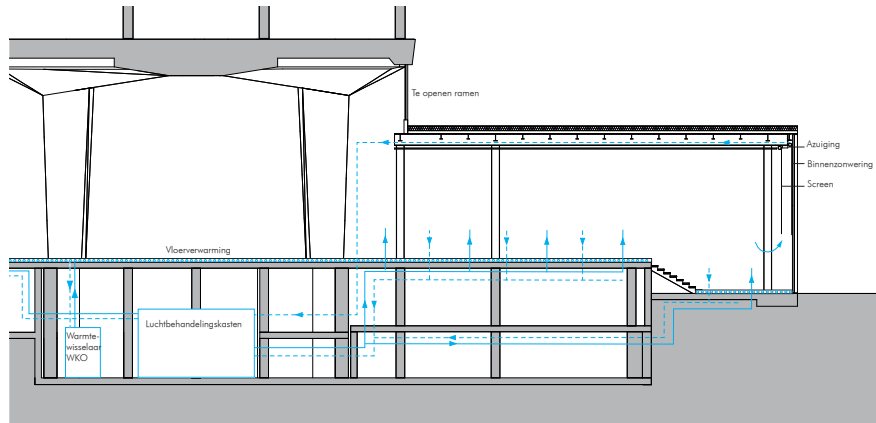 Te openen ramen
Azuiging
Binnenzonwering
Screen
Vloerverwarming
Luchtbehandelingskasten
Warmte-
wisselaar
WKO